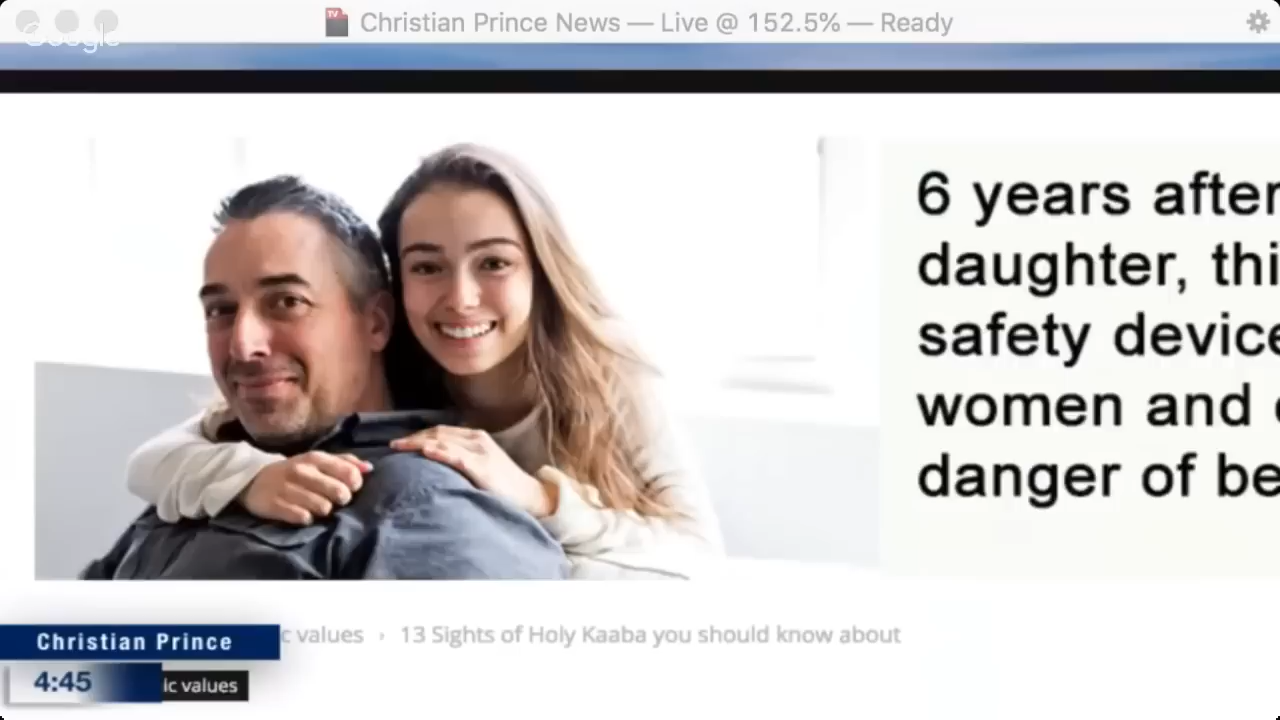 Christian Prince News — Live @ 152.5% — Ready
Google
6 years after
daughter, thi
safety device
women and
danger of be
c values › 13 Sights of Holy Kaaba you should know about
Christian Prince
4:45
ic values